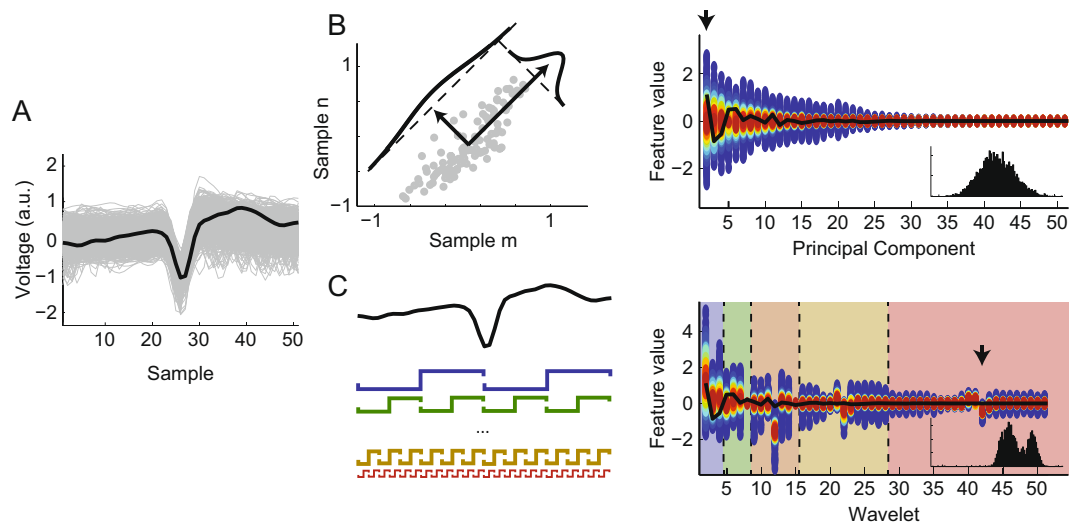 A
Voltage (a.u.)
2
1
0
−1
−2
10 20 30 40 50
Sample
B
Sample n
1
−1
−1 1
Sample m
Feature value
2
0
−2
5 10 15 20 25 30 35 40 45 50
Principal Component
C
...
Feature value
4
2
0
−2
5 10 15 20 25 30 35 40 45 50
Wavelet